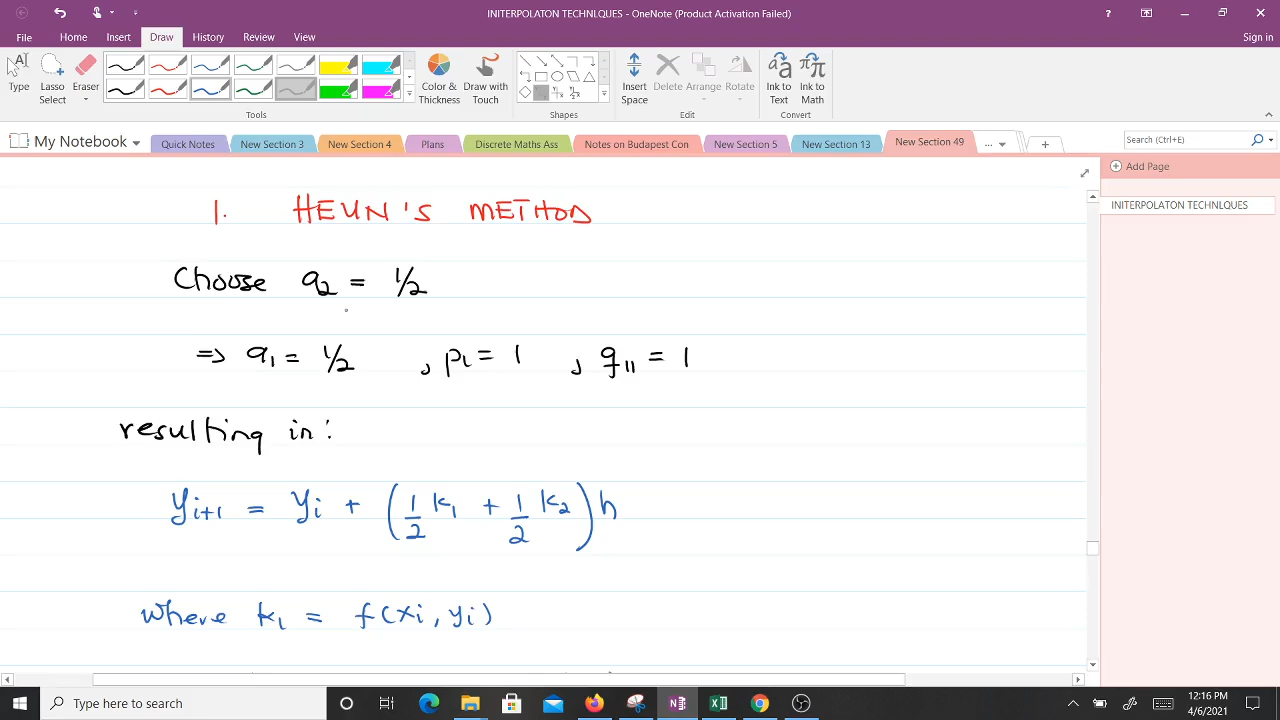 INITERPOLATON TECHNLQUES - OneNote (Product Activation Failed)
File Home Insert Draw History Review View Sign in
Type Lasso Select Eraser Color & Thickness Draw with Touch Insert Space Delete Arrange Rotate Ink to Text Ink to Math
Tools Shapes Edit Convert
My Notebook Quick Notes New Section 3 New Section 4 Plans Discrete Maths Ass Notes on Budapest Con New Section 5 New Section 13 New Section 49 ... Search (Ctrl+E)
Add Page
INITERPOLATON TECHNLQUES
1. HEUN'S METHOD
Choose a2 = 1/2
=> a1 = 1/2 , p1 = 1 , q11 = 1
resulting in:
yi+1 = yi + (1/2 k1 + 1/2 k2) h
where k1 = f(xi, yi)
Type here to search
12:16 PM
4/6/2021